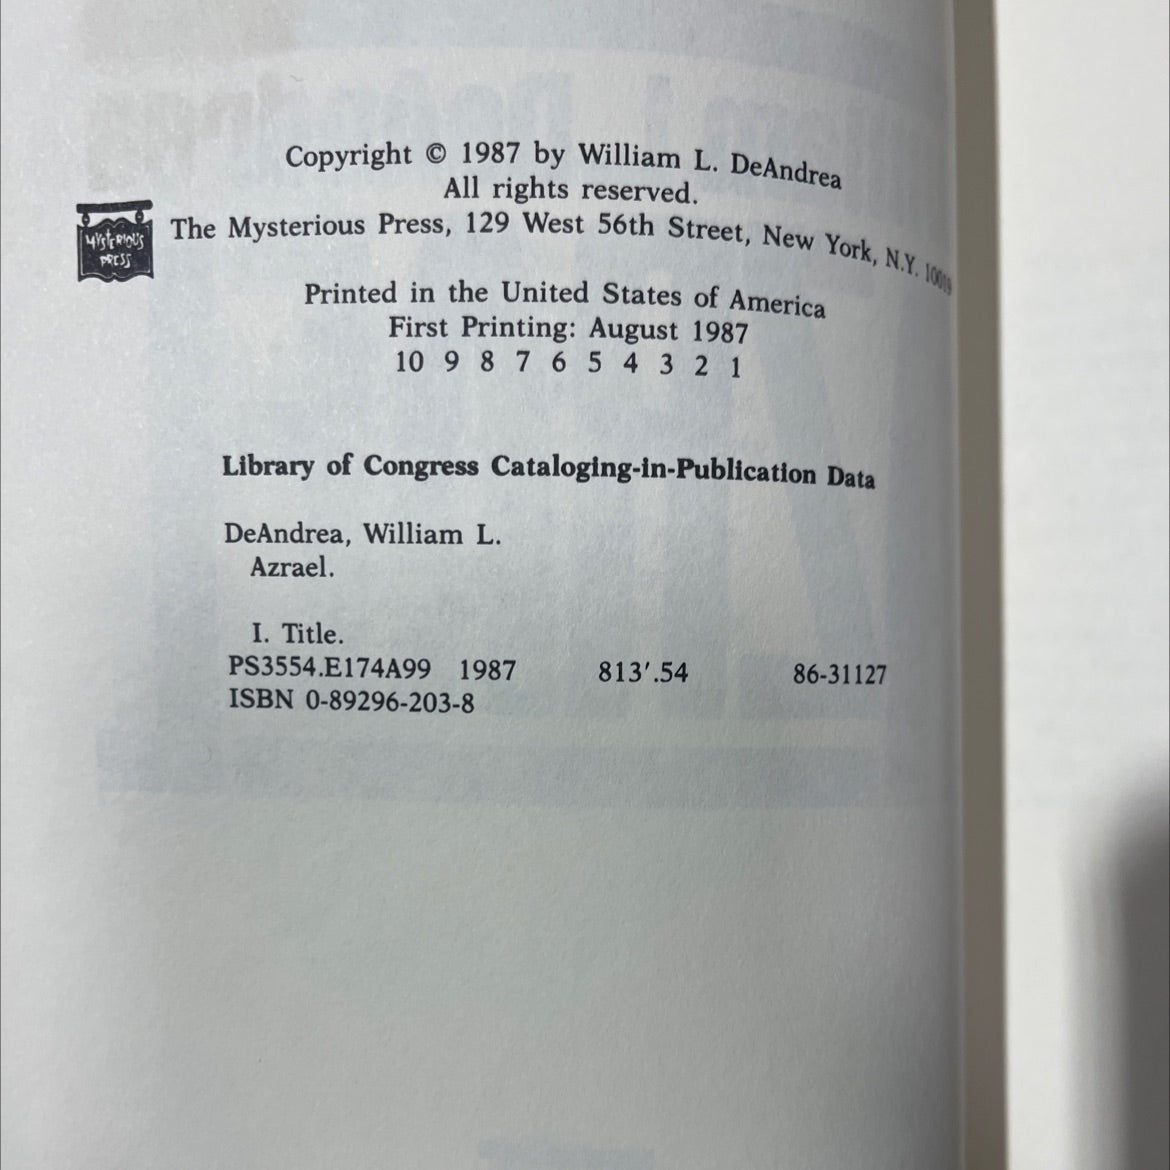 Copyright © 1987 by William L. DeAndrea
All rights reserved.
MYSTERIOUS
PRESS
The Mysterious Press, 129 West 56th Street, New York, N.Y. 10019
Printed in the United States of America
First Printing: August 1987
10 9 8 7 6 5 4 3 2 1
Library of Congress Cataloging-in-Publication Data
DeAndrea, William L.
Azrael.
I. Title.
PS3554.E174A99 1987 813′.54 86-31127
ISBN 0-89296-203-8